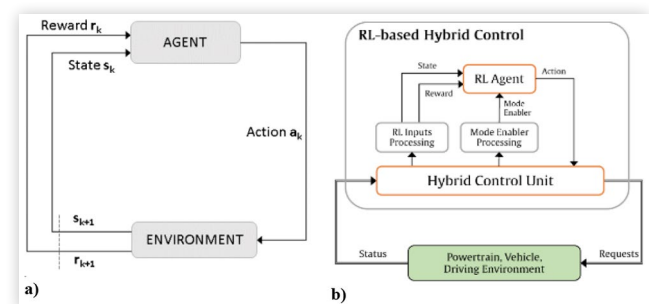 Reward rk
AGENT
State sk
Action ak
sk+1
ENVIRONMENT
rk+1
a)
RL-based Hybrid Control
State
RL Agent
Action
Reward
Mode
Enabler
RL Inputs
Processing
Mode Enabler
Processing
Hybrid Control Unit
Status
Powertrain, Vehicle,
Driving Environment
Requests
b)